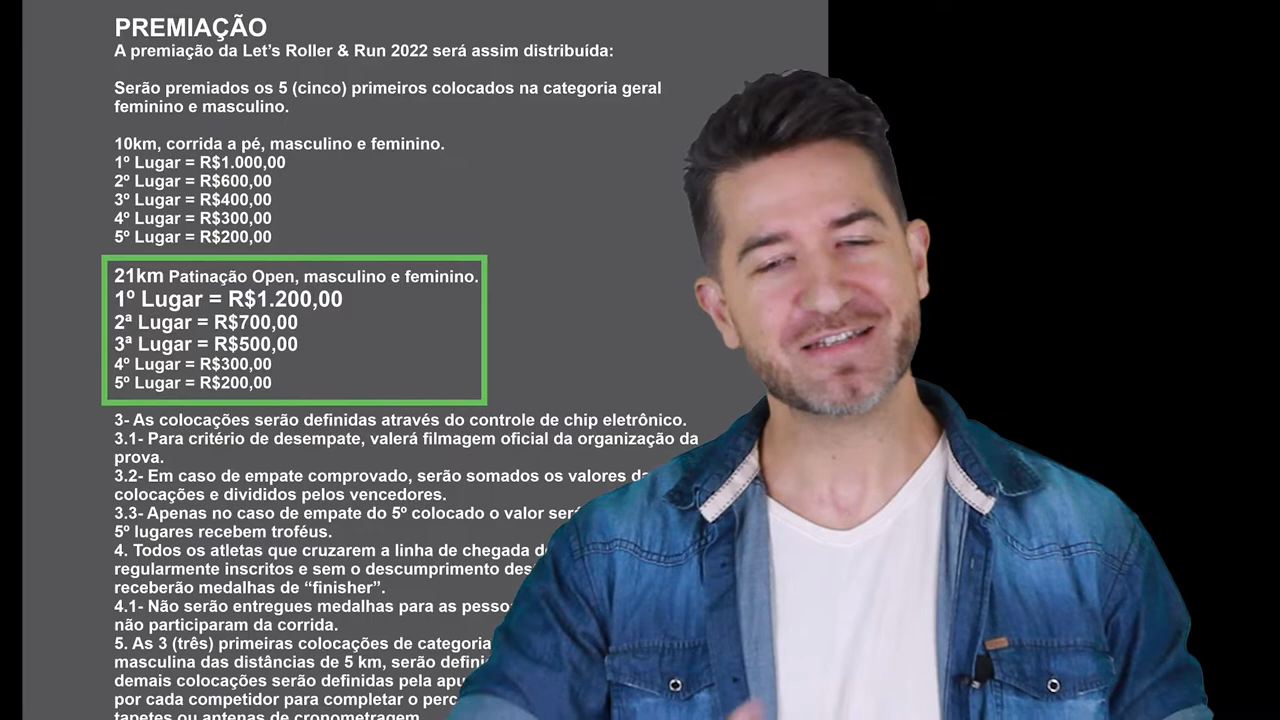 PREMIAÇÃO
A premiação da Let's Roller & Run 2022 será assim distribuída:
Serão premiados os 5 (cinco) primeiros colocados na categoria geral
feminino e masculino.
10km, corrida a pé, masculino e feminino.
1º Lugar = R$1.000,00
2º Lugar = R$600,00
3º Lugar = R$400,00
4º Lugar = R$300,00
5º Lugar = R$200,00
21km Patinação Open, masculino e feminino.
1º Lugar = R$1.200,00
2ª Lugar = R$700,00
3ª Lugar = R$500,00
4º Lugar = R$300,00
5º Lugar = R$200,00
3- As colocações serão definidas através do controle de chip eletrônico.
3.1- Para critério de desempate, valerá filmagem oficial da organização da
prova.
3.2- Em caso de empate comprovado, serão somados os valores
colocações e divididos pelos vencedores.
3.3- Apenas no caso de empate do 5º colocado o valor
5º lugares recebem troféus.
4. Todos os atletas que cruzarem a linha de chegada
regularmente inscritos e sem o descumprimento
receberão medalhas de “finisher”.
4.1- Não serão entregues medalhas para as
não participaram da corrida.
5. As 3 (três) primeiras colocações de categoria
masculina das distâncias de 5 km, serão
demais colocações serão definidas pela
por cada competidor para completar o
tapetes ou antenas de cronometragem